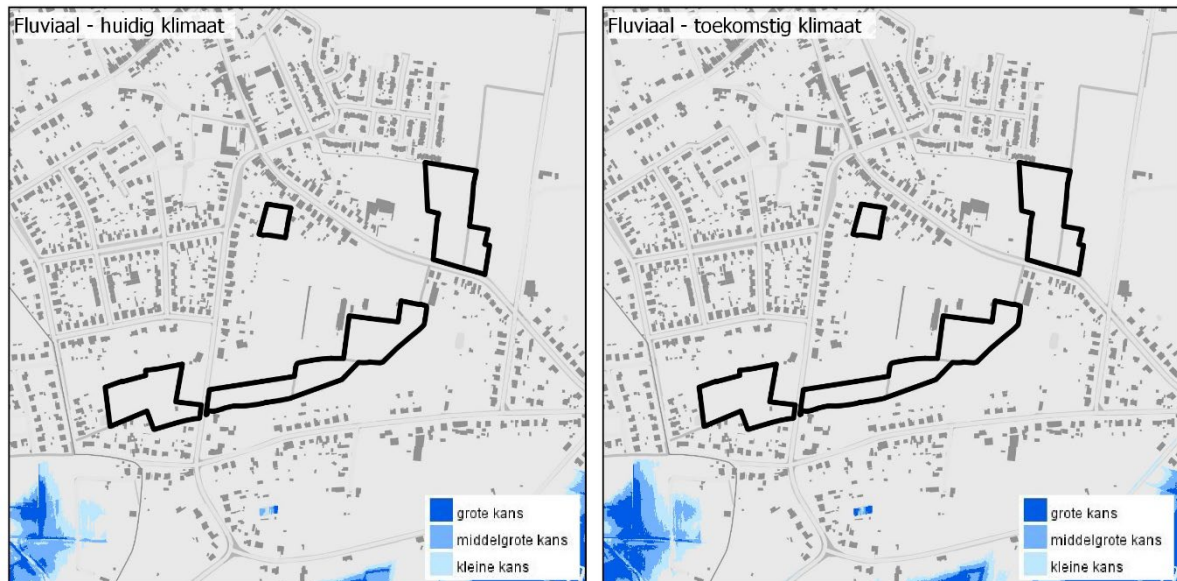 Fluviaal - huidig klimaat
grote kans
middelgrote kans
kleine kans
Fluviaal - toekomstig klimaat
grote kans
middelgrote kans
kleine kans